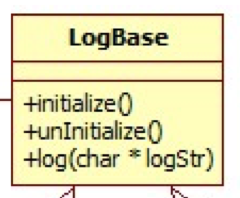 LogBase
+initialize()
+unInitialize()
+log(char * logStr)